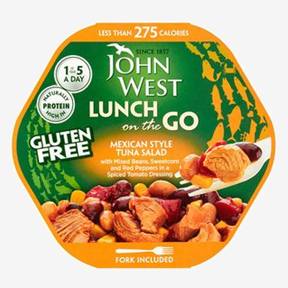 LESS THAN 275 CALORIES
SINCE 1857
JOHN
WEST
1 of 5
A DAY
NATURALLY
PROTEIN
HIGH IN
LUNCH
on the GO
GLUTEN
FREE
MEXICAN STYLE
TUNA SALAD
with Mixed Beans, Sweetcorn
and Red Peppers in a
Spiced Tomato Dressing
FORK INCLUDED